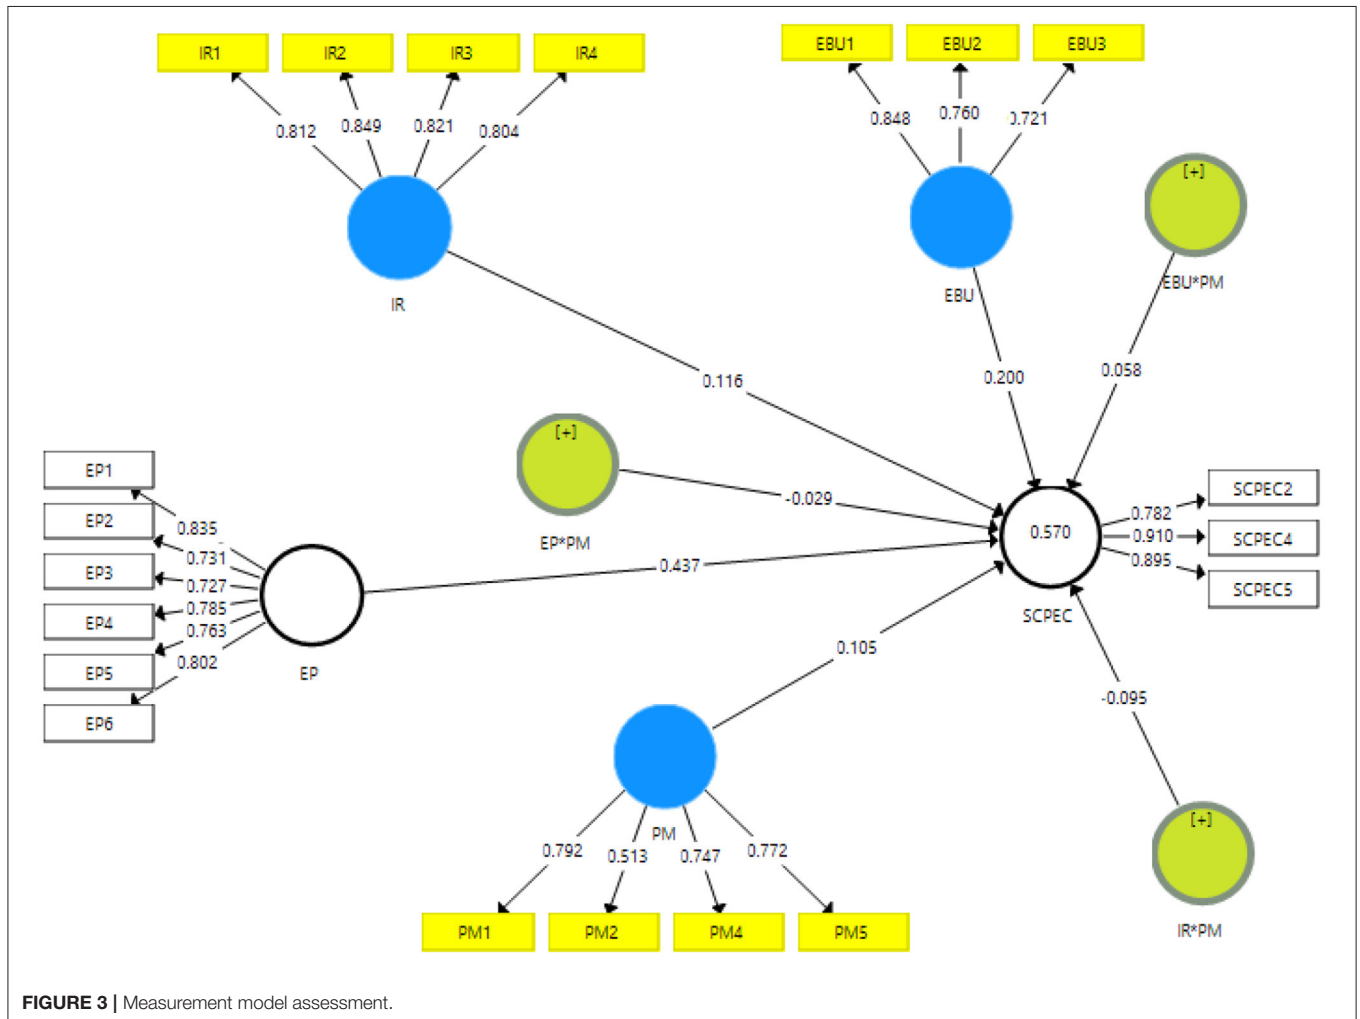 IR1 IR2 IR3 IR4
EBU1 EBU2 EBU3
0.812 0.849 0.821 0.804
0.848 0.760 0.721
[+]
IR
EBU
EBU*PM
0.116
0.200
0.058
[+]
EP*PM
-0.029
EP1
EP2
EP3
EP4
EP5
EP6
0.835
0.731
0.727
0.785
0.763
0.802
EP
0.437
0.570
SCPEC
0.782
0.910
0.895
SCPEC2
SCPEC4
SCPEC5
0.105
-0.095
PM
0.792 0.513 0.747 0.772
PM1 PM2 PM4 PM5
[+]
IR*PM
FIGURE 3 | Measurement model assessment.